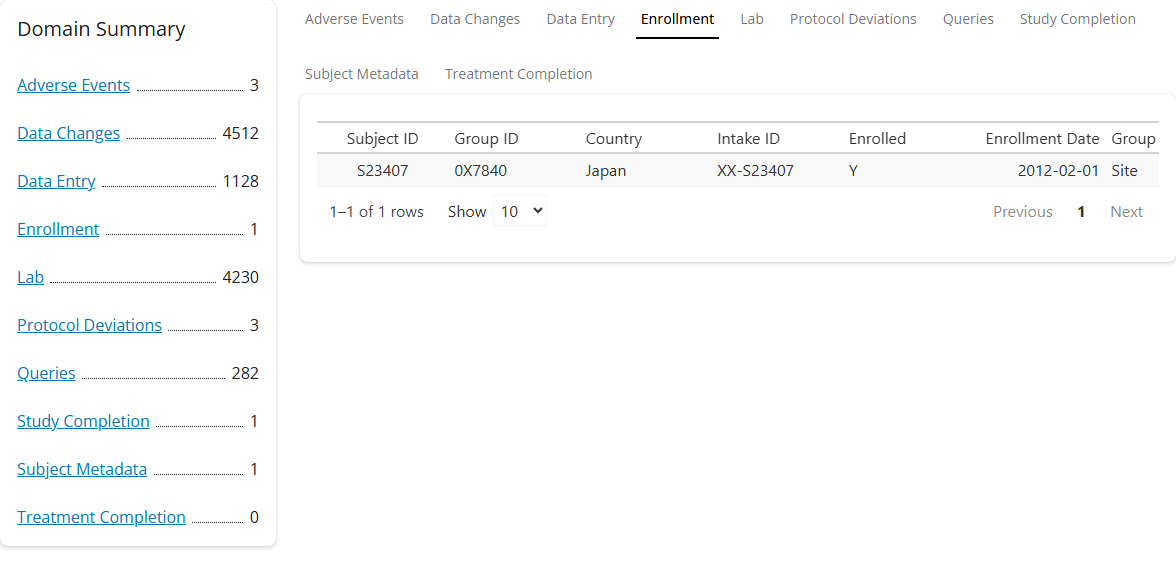 Domain Summary
Adverse Events 3
Data Changes 4512
Data Entry 1128
Enrollment 1
Lab 4230
Protocol Deviations 3
Queries 282
Study Completion 1
Subject Metadata 1
Treatment Completion 0
Adverse Events Data Changes Data Entry Enrollment Lab Protocol Deviations Queries Study Completion
Subject Metadata Treatment Completion
Subject ID Group ID Country Intake ID Enrolled Enrollment Date Group
S23407 0X7840 Japan XX-S23407 Y 2012-02-01 Site
1–1 of 1 rows Show 10 Previous 1 Next